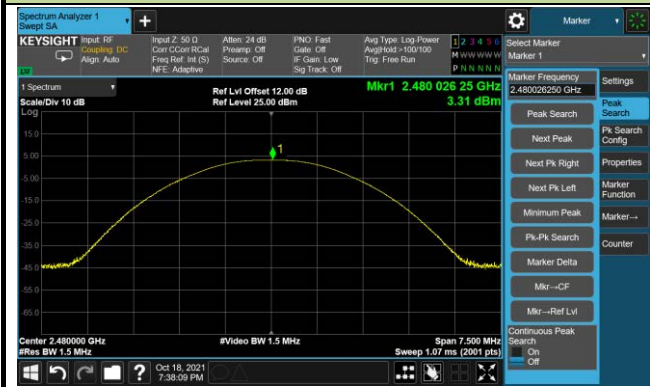 Spectrum Analyzer 1
Swept SA
Marker
KEYSIGHT
Input: RF
Coupling: DC
Align: Auto
Input Z: 50 Ω
Corr CCorr RCal
Freq Ref: Int (S)
NFE: Adaptive
Atten: 24 dB
Preamp: Off
Source: Off
PNO: Fast
Gate: Off
IF Gain: Low
Sig Track: Off
Avg Type: Log-Power
Avg|Hold:>100/100
Trig: Free Run
1 2 3 4 5 6
M W W W W W
P N N N N N
Select Marker
Marker 1
LXI
1 Spectrum
Scale/Div 10 dB
Log
Ref Lvl Offset 12.00 dB
Ref Level 25.00 dBm
Mkr1 2.480 026 25 GHz
3.31 dBm
15.0
5.00
-5.00
-15.0
-25.0
-35.0
-45.0
-55.0
-65.0
1
Center 2.480000 GHz
#Res BW 1.5 MHz
#Video BW 1.5 MHz
Span 7.500 MHz
Sweep 1.07 ms (2001 pts)
Marker Frequency
2.480026250 GHz
Peak Search
Next Peak
Next Pk Right
Next Pk Left
Minimum Peak
Pk-Pk Search
Marker Delta
Mkr→CF
Mkr→Ref Lvl
Continuous Peak
Search
On
Off
Settings
Peak
Search
Pk Search
Config
Properties
Marker
Function
Marker→
Counter
Oct 18, 2021
7:38:09 PM